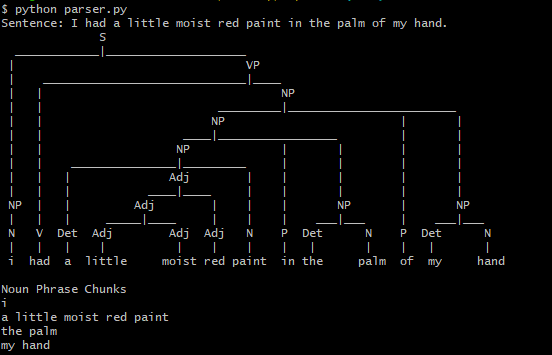 $ python parser.py
Sentence: I had a little moist red paint in the palm of my hand.
S
VP
NP
NP
NP
Adj
NP Adj NP NP
N V Det Adj Adj Adj N P Det N P Det N
i had a little moist red paint in the palm of my hand
Noun Phrase Chunks
i
a little moist red paint
the palm
my hand